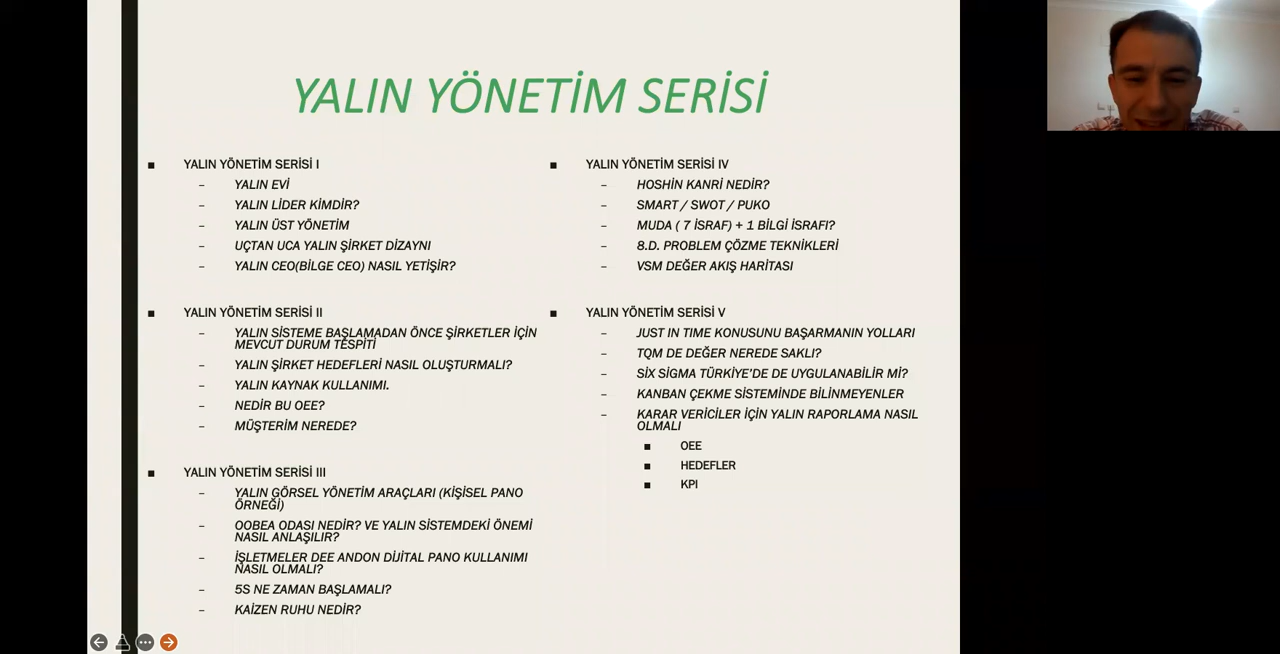 YALIN YÖNETİM SERİSİ
YALIN YÖNETİM SERİSİ I
YALIN EVİ
YALIN LİDER KİMDİR?
YALIN ÜST YÖNETİM
UÇTAN UCA YALIN ŞİRKET DİZAYNI
YALIN CEO(BİLGE CEO) NASIL YETİŞİR?
YALIN YÖNETİM SERİSİ II
YALIN SİSTEME BAŞLAMADAN ÖNCE ŞİRKETLER İÇİN
MEVCUT DURUM TESPİTİ
YALIN ŞİRKET HEDEFLERİ NASIL OLUŞTURMALI?
YALIN KAYNAK KULLANIMI.
NEDİR BU OEE?
MÜŞTERİM NEREDE?
YALIN YÖNETİM SERİSİ III
YALIN GÖRSEL YÖNETİM ARAÇLARI (KİŞİSEL PANO
ÖRNEĞİ)
OOBEA ODASI NEDİR? VE YALIN SİSTEMDEKİ ÖNEMİ
NASIL ANLAŞILIR?
İŞLETMELER DEE ANDON DİJİTAL PANO KULLANIMI
NASIL OLMALI?
5S NE ZAMAN BAŞLAMALI?
KAİZEN RUHU NEDİR?
YALIN YÖNETİM SERİSİ IV
HOSHİN KANRİ NEDİR?
SMART / SWOT / PUKO
MUDA ( 7 İSRAF) + 1 BİLGİ İSRAFI?
8.D. PROBLEM ÇÖZME TEKNİKLERİ
VSM DEĞER AKIŞ HARİTASI
YALIN YÖNETİM SERİSİ V
JUST IN TIME KONUSUNU BAŞARMANIN YOLLARI
TQM DE DEĞER NEREDE SAKLI?
SİX SİGMA TÜRKİYE'DE DE UYGULANABİLİR Mİ?
KANBAN ÇEKME SİSTEMİNDE BİLİNMEYENLER
KARAR VERİCİLER İÇİN YALIN RAPORLAMA NASIL
OLMALI
OEE
HEDEFLER
KPI